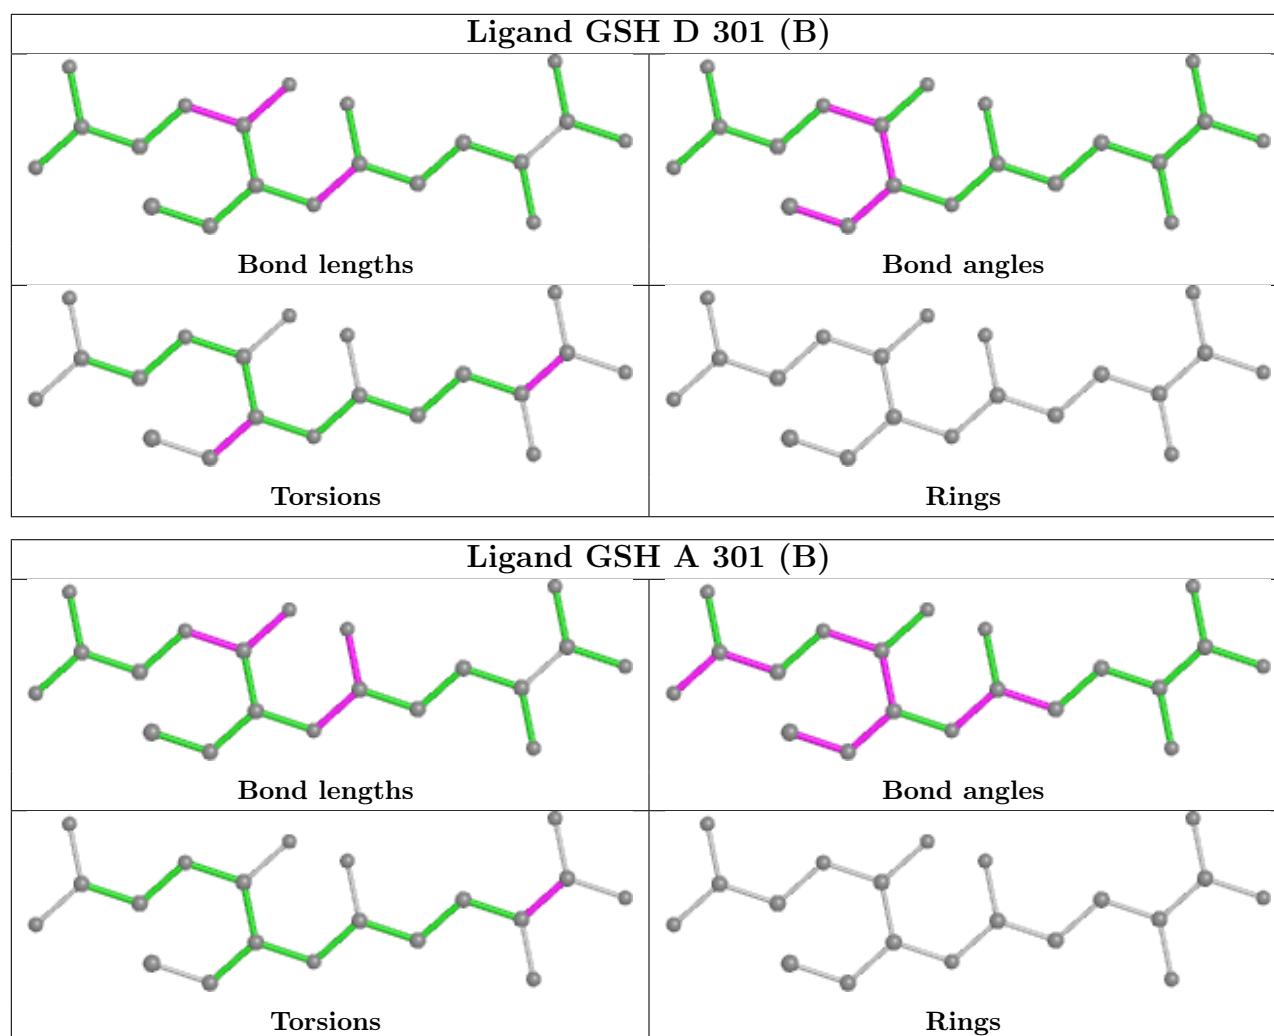 Ligand GSH D 301 (B)
Bond lengths
Bond angles
Torsions
Rings
Ligand GSH A 301 (B)
Bond lengths
Bond angles
Torsions
Rings